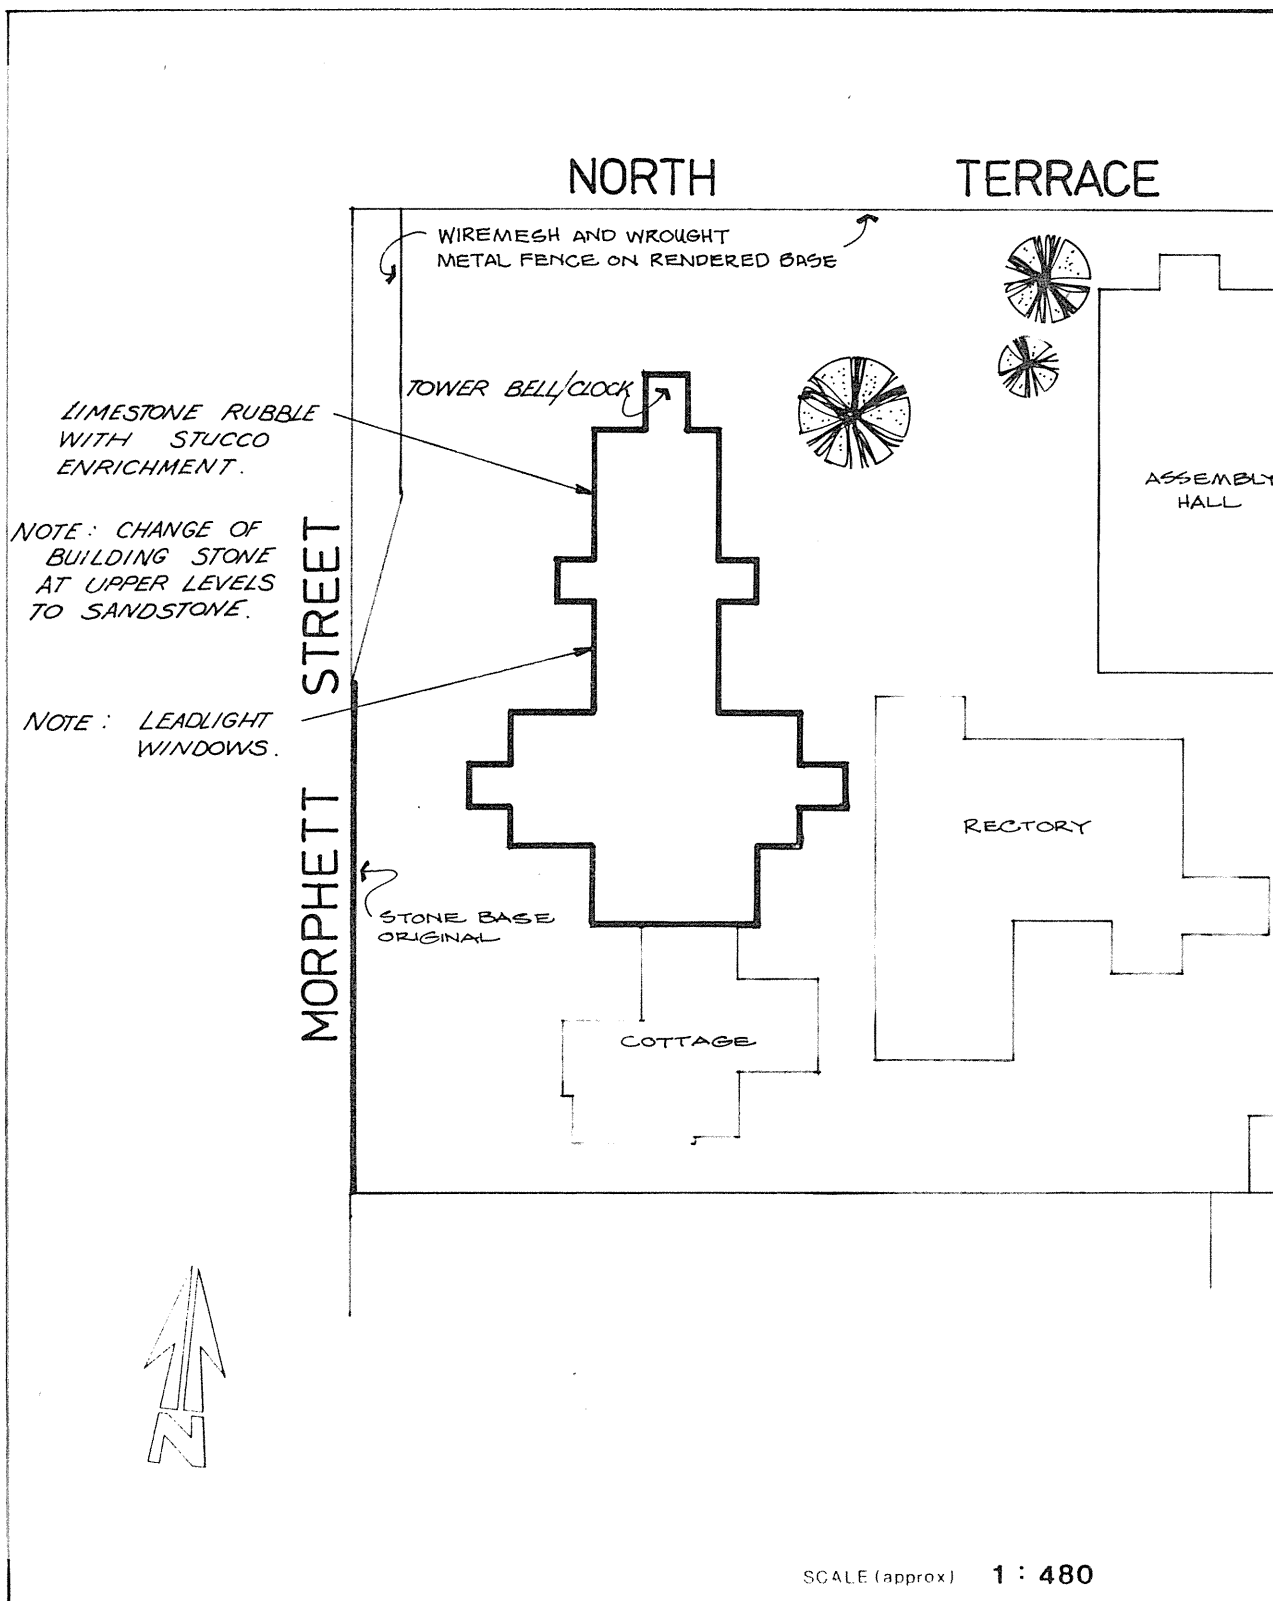 NORTH TERRACE
WIREMESH AND WROUGHT
METAL FENCE ON RENDERED BASE
TOWER BELL/CLOCK
LIMESTONE RUBBLE
WITH STUCCO
ENRICHMENT.
ASSEMBLY
HALL
NOTE: CHANGE OF
BUILDING STONE
AT UPPER LEVELS
TO SANDSTONE.
MORPHETT STREET
NOTE: LEADLIGHT
WINDOWS.
RECTORY
STONE BASE
ORIGINAL
COTTAGE
N
SCALE (approx) 1 : 480